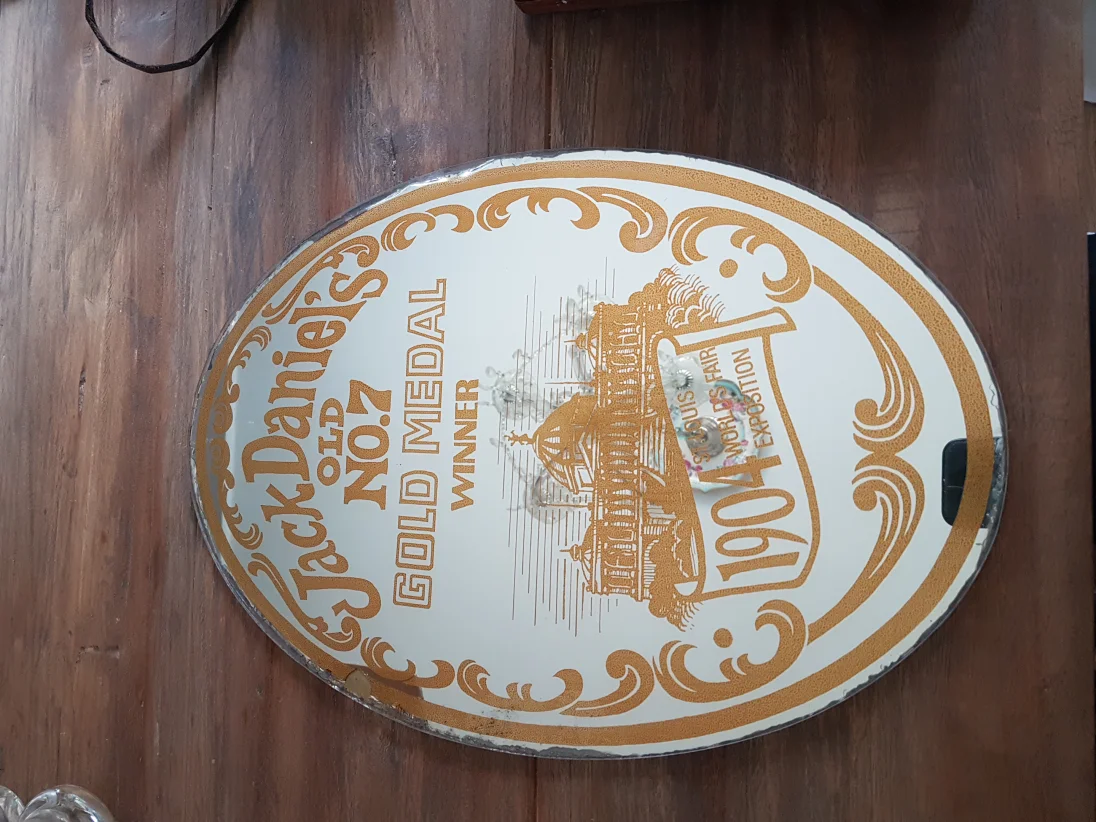 Jack Daniel's
OLD
NO.7
GOLD MEDAL
WINNER
ST. LOUIS
WORLD'S FAIR
1904 EXPOSITION